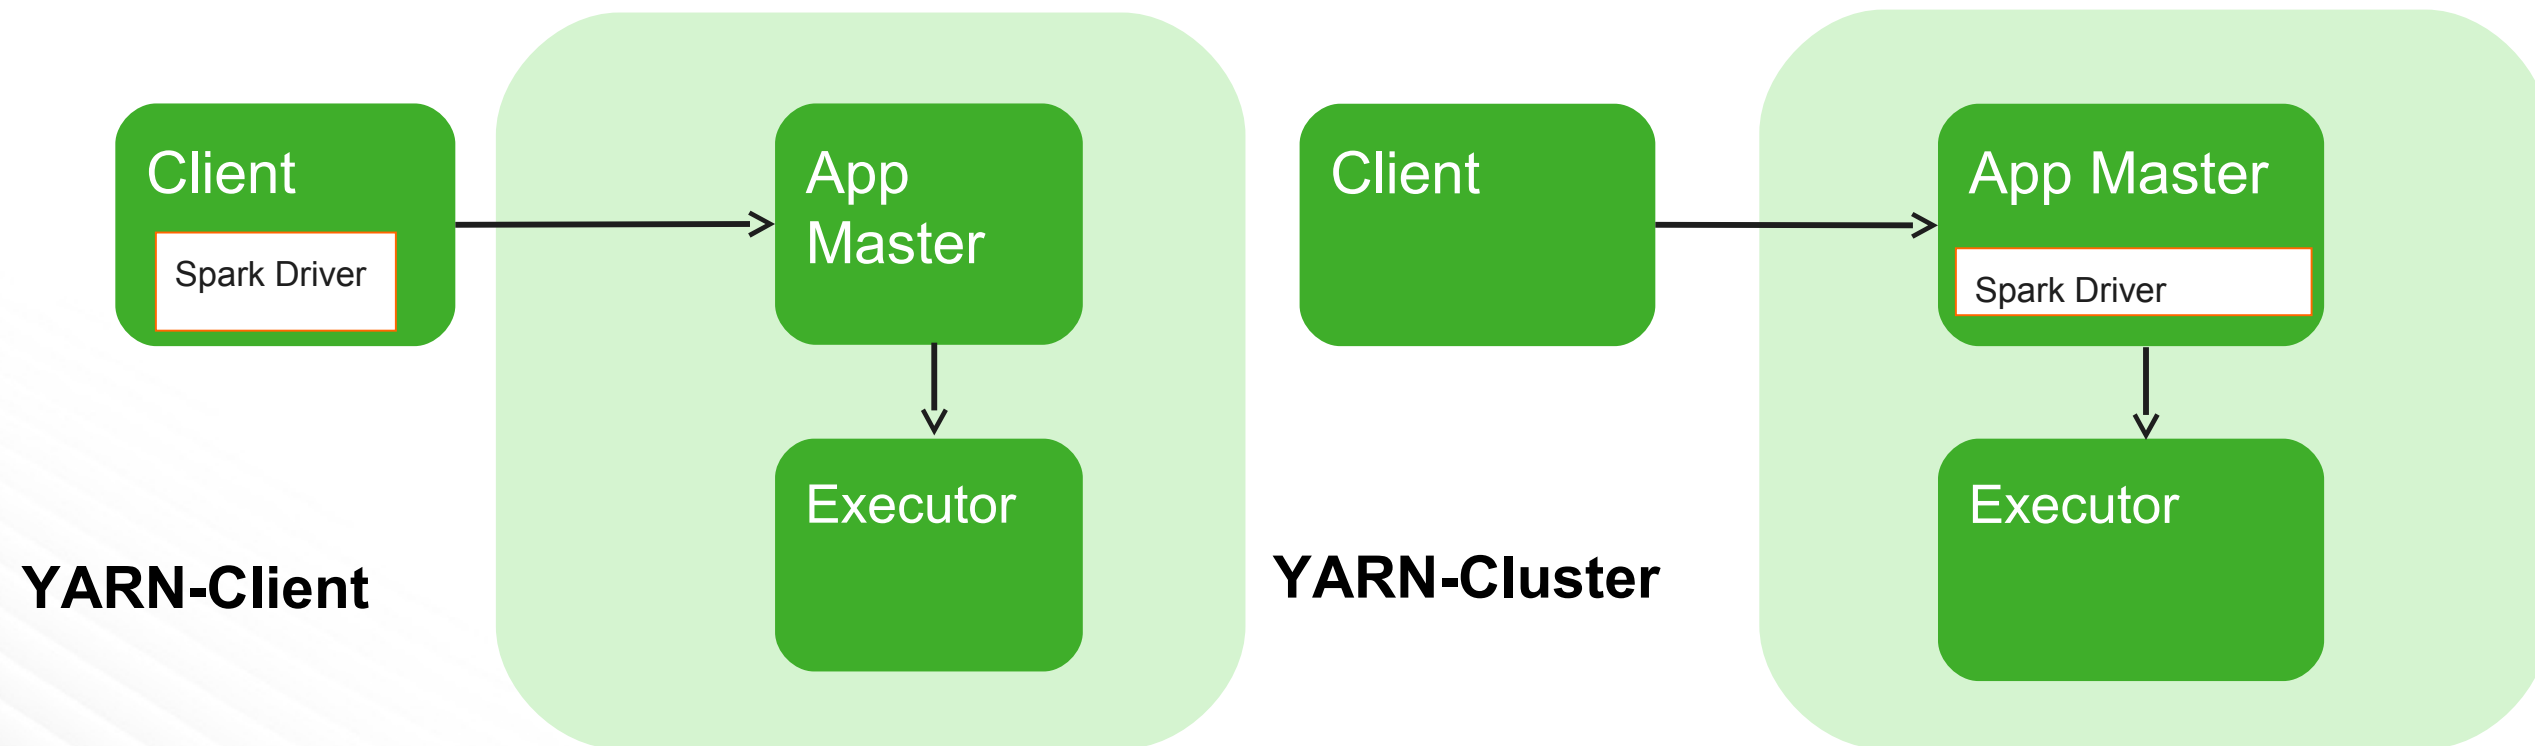 Client
Spark Driver
App
Master
Executor
YARN-Client
Client
App Master
Spark Driver
Executor
YARN-Cluster